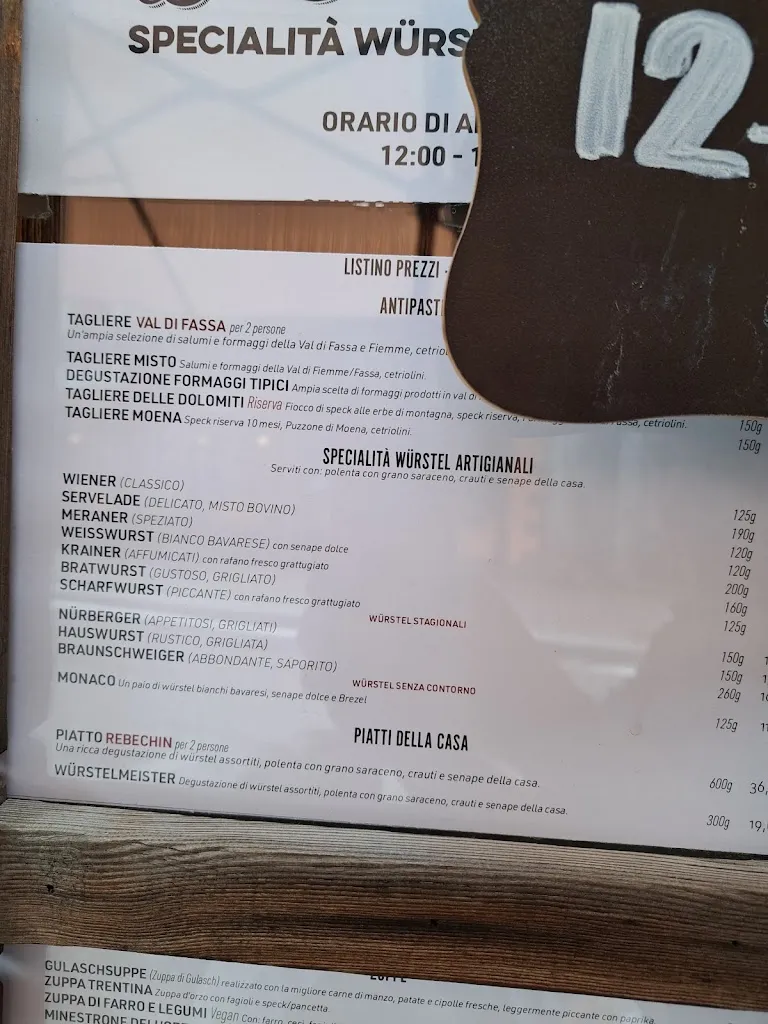 SPECIALITÀ
12-
ORARIO DI
12:00 -
LISTINO PREZZI -
TAGLIERE VAL DI FASSA per 2 persone
Un'ampia selezione di salumi e formaggi della Val di Fassa e Fiemme,
TAGLIERE MISTO Salumi e formaggi della Val di Fiemme/Fassa, cetriolini.
DEGUSTAZIONE FORMAGGI TIPICI Ampia scelta di formaggi prodotti in val di
TAGLIERE DELLE DOLOMITI Riserva Fiocco di speck alle erbe di montagna, speck riserva, cetriolini. 150g
TAGLIERE MOENA Speck riserva 10 mesi, Puzzone di Moena, cetriolini. 150g
SPECIALITÀ WÜRSTEL ARTIGIANALI
Serviti con: polenta con grano saraceno, crauti e senape della casa.
WIENER (CLASSICO) 125g
SERVELADE (DELICATO, MISTO BOVINO) 190g
MERANER (SPEZIATO) 120g
WEISSWURST (BIANCO BAVARESE) con senape dolce 120g
KRAINER (AFFUMICATI) con rafano fresco grattugiato 200g
BRATWURST (GUSTOSO, GRIGLIATO) 160g
SCHARFWURST (PICCANTE) con rafano fresco grattugiato 125g
WÜRSTEL STAGIONALI
NÜRBERGER (APPETITOSI, GRIGLIATI) 150g
HAUSWURST (RUSTICO, GRIGLIATA) 150g
BRAUNSCHWEIGER (ABBONDANTE, SAPORITO) 260g
WÜRSTEL SENZA CONTORNO
MONACO Un paio di würstel bianchi bavaresi, senape dolce e Brezel 125g
PIATTI DELLA CASA
PIATTO REBECHIN per 2 persone 600g 36,
Una ricca degustazione di würstel assortiti, polenta con grano saraceno, crauti e senape della casa.
WÜRSTELMEISTER Degustazione di würstel assortiti, polenta con grano saraceno, crauti e senape della casa. 300g 19,
GULASCHSUPPE (Zuppa di Gulasch) realizzato con la migliore carne di manzo, patate e cipolle fresche, leggermente piccante con paprika
ZUPPA TRENTINA Zuppa d'orzo con fagioli e speck/pancetta
ZUPPA DI FARRO E LEGUMI Vegan Con: farro, ceci,
MINESTRONE